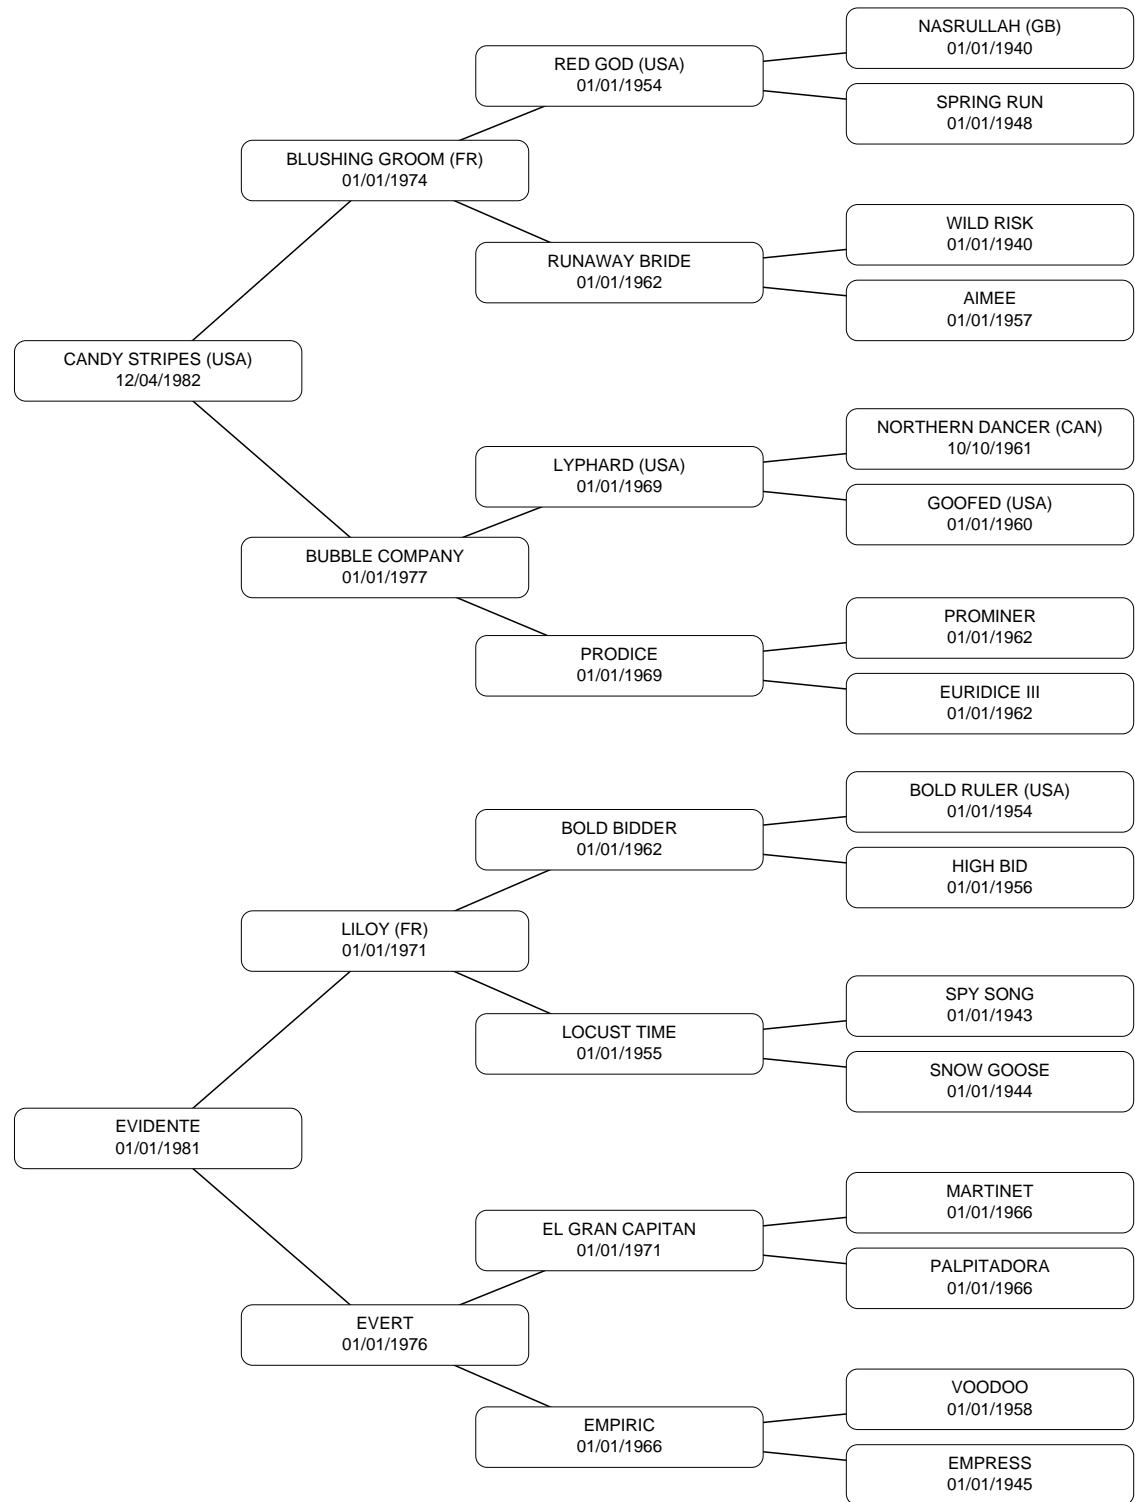 NASRULLAH (GB)
01/01/1940
RED GOD (USA)
01/01/1954
SPRING RUN
01/01/1948
BLUSHING GROOM (FR)
01/01/1974
WILD RISK
01/01/1940
RUNAWAY BRIDE
01/01/1962
AIMEE
01/01/1957
CANDY STRIPES (USA)
12/04/1982
NORTHERN DANCER (CAN)
10/10/1961
LYPHARD (USA)
01/01/1969
GOOFED (USA)
01/01/1960
BUBBLE COMPANY
01/01/1977
PROMINER
01/01/1962
PRODICE
01/01/1969
EURIDICE III
01/01/1962
BOLD RULER (USA)
01/01/1954
BOLD BIDDER
01/01/1962
HIGH BID
01/01/1956
LILOY (FR)
01/01/1971
SPY SONG
01/01/1943
LOCUST TIME
01/01/1955
SNOW GOOSE
01/01/1944
EVIDENTE
01/01/1981
MARTINET
01/01/1966
EL GRAN CAPITAN
01/01/1971
PALPITADORA
01/01/1966
EVERT
01/01/1976
VOODOO
01/01/1958
EMPIRIC
01/01/1966
EMPRESS
01/01/1945